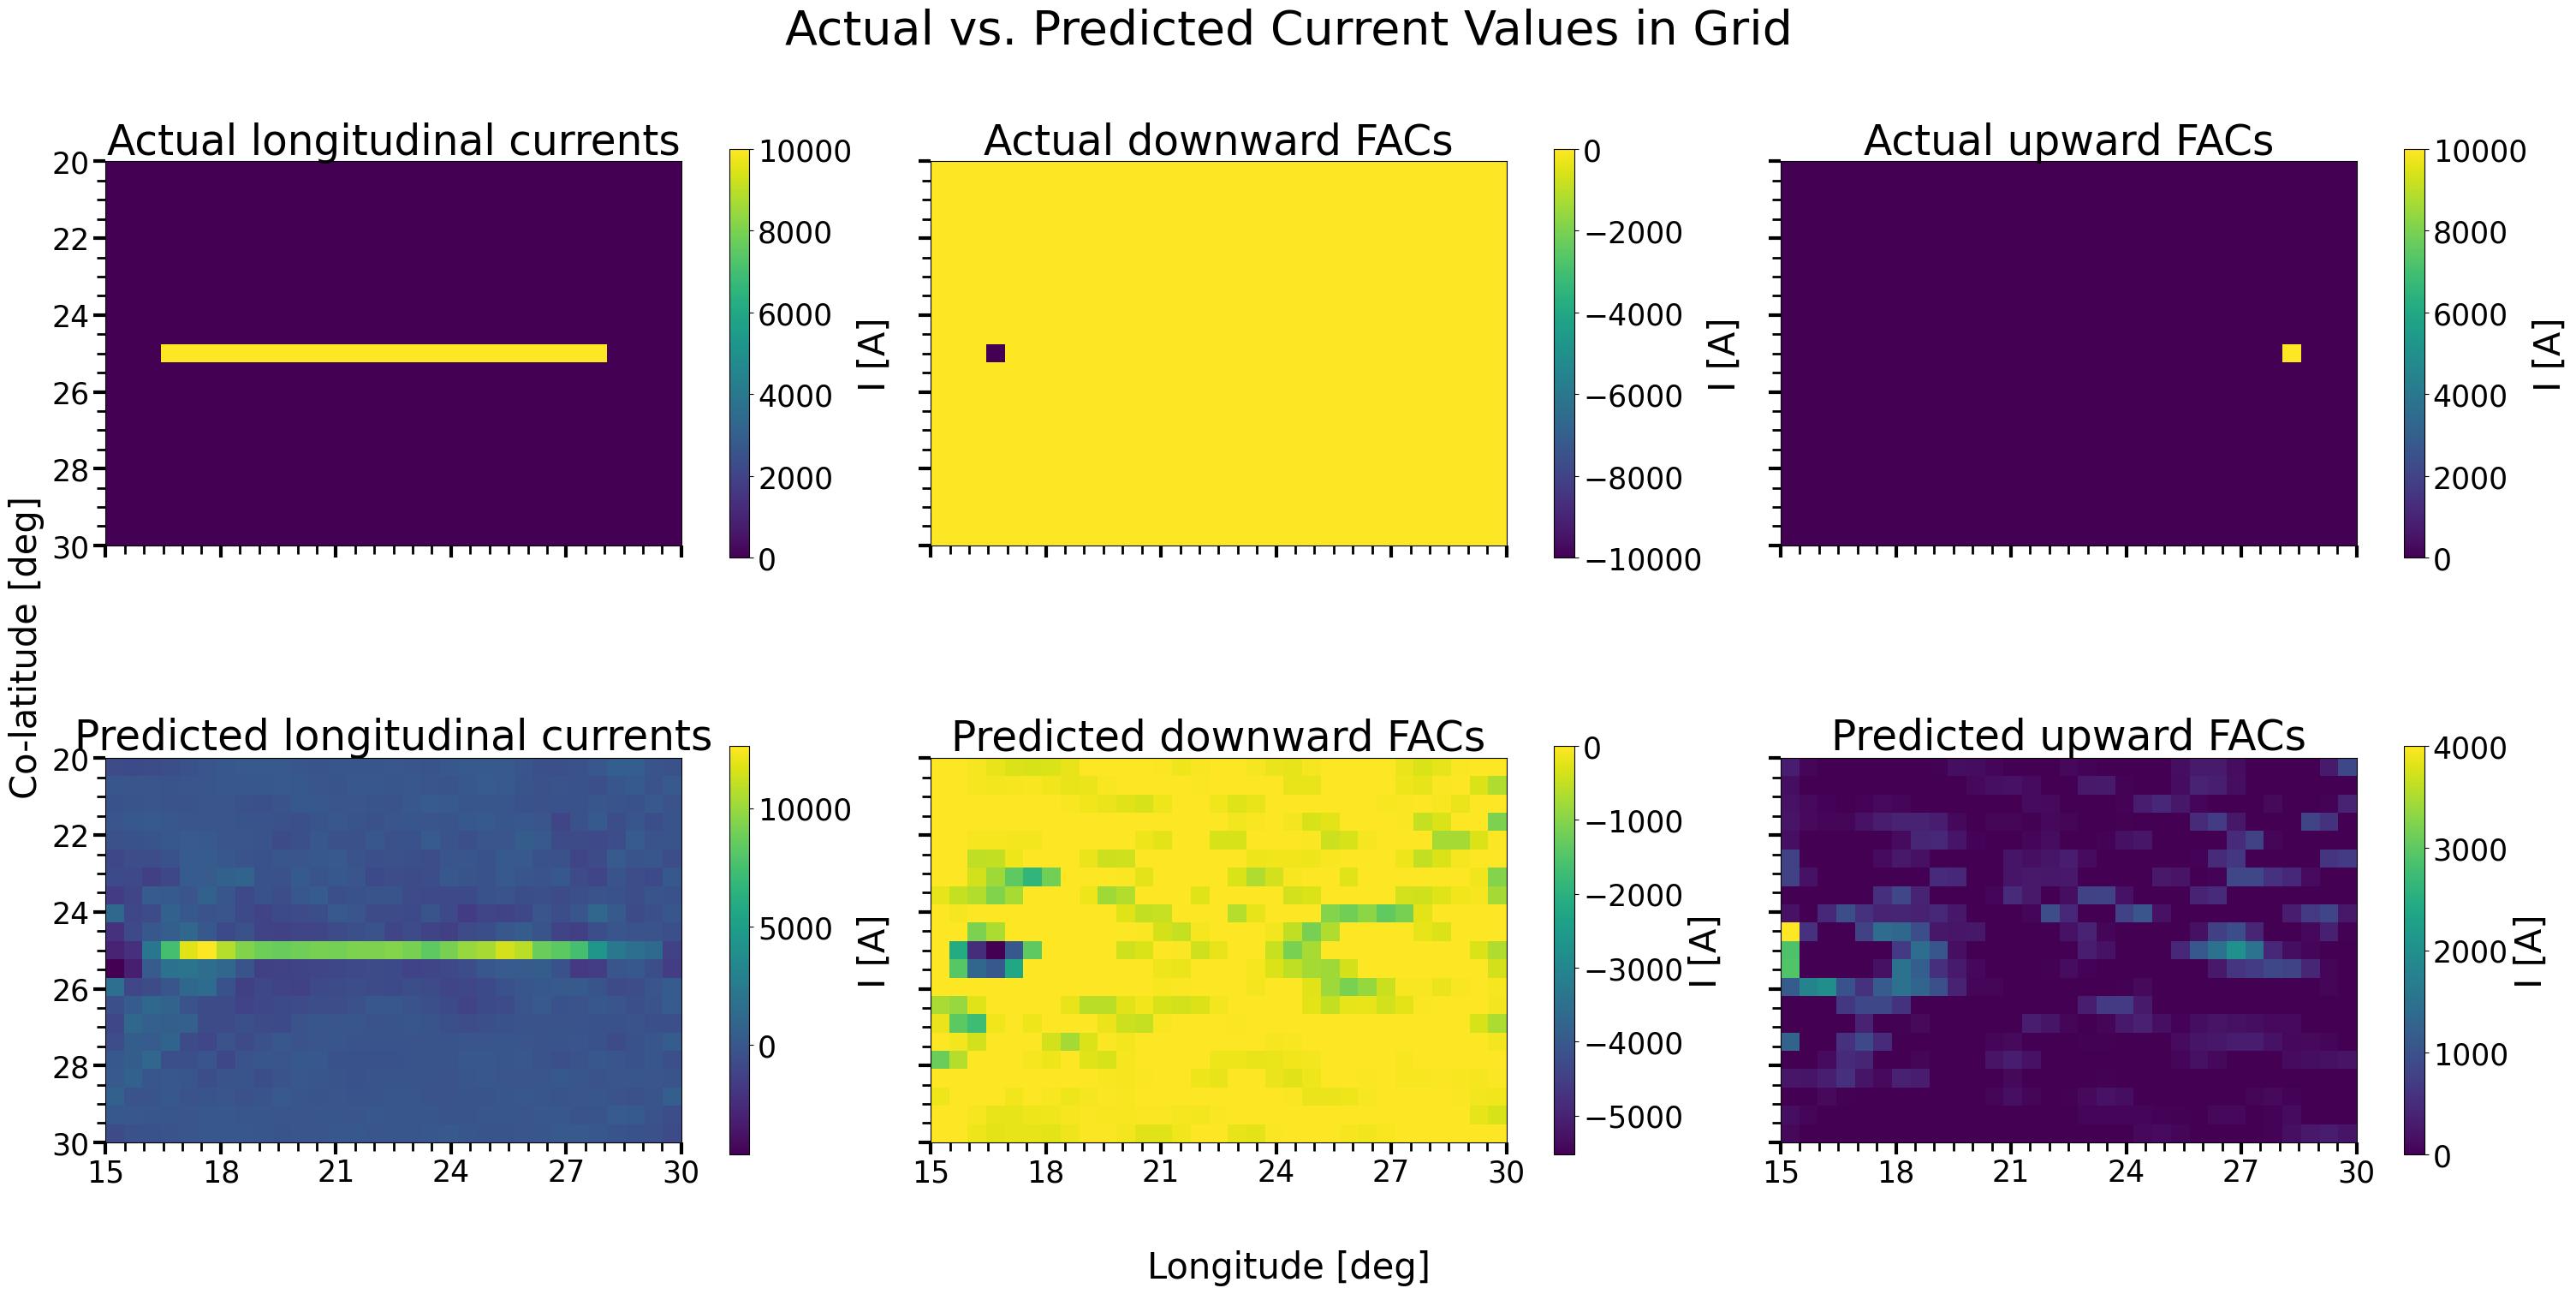 Actual vs. Predicted Current Values in Grid
Actual longitudinal currents
Actual downward FACs
Actual upward FACs
20
22
24
26
28
30
10000
8000
6000
4000
2000
0
I [A]
0
−2000
−4000
−6000
−8000
−10000
I [A]
10000
8000
6000
4000
2000
0
I [A]
Co-latitude [deg]
Predicted longitudinal currents
Predicted downward FACs
Predicted upward FACs
20
22
24
26
28
30
15 18 21 24 27 30
10000
5000
0
I [A]
15 18 21 24 27 30
0
−1000
−2000
−3000
−4000
−5000
I [A]
15 18 21 24 27 30
4000
3000
2000
1000
0
I [A]
Longitude [deg]